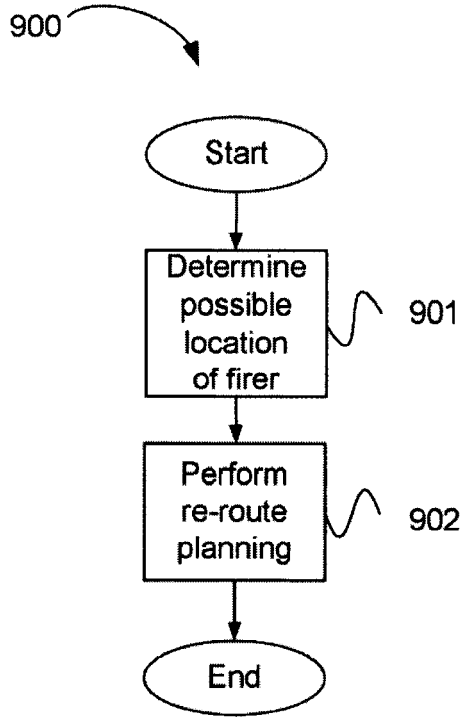 900
Start
Determine
possible
location
of firer
901
Perform
re-route
planning
902
End